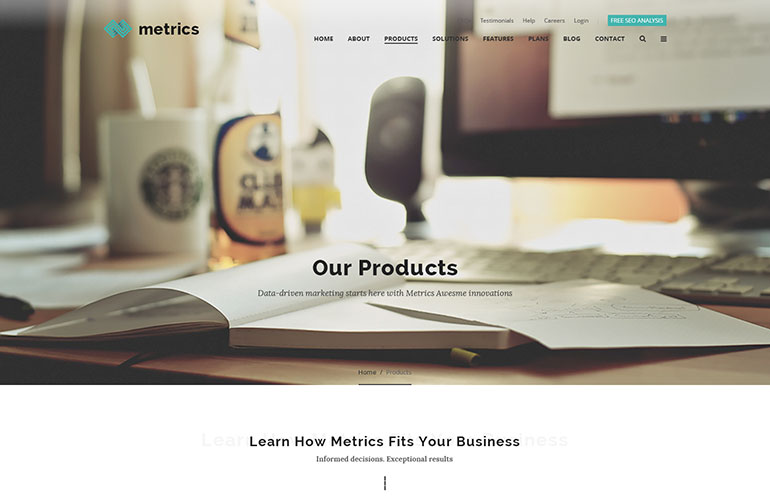 Testimonials Help Careers Login FREE SEO ANALYSIS
metrics
HOME ABOUT PRODUCTS SOLUTIONS FEATURES PLANS BLOG CONTACT
Our Products
Data-driven marketing starts here with Metrics Awesme innovations
Home / Products
Learn How Metrics Fits Your Business
Informed decisions. Exceptional results